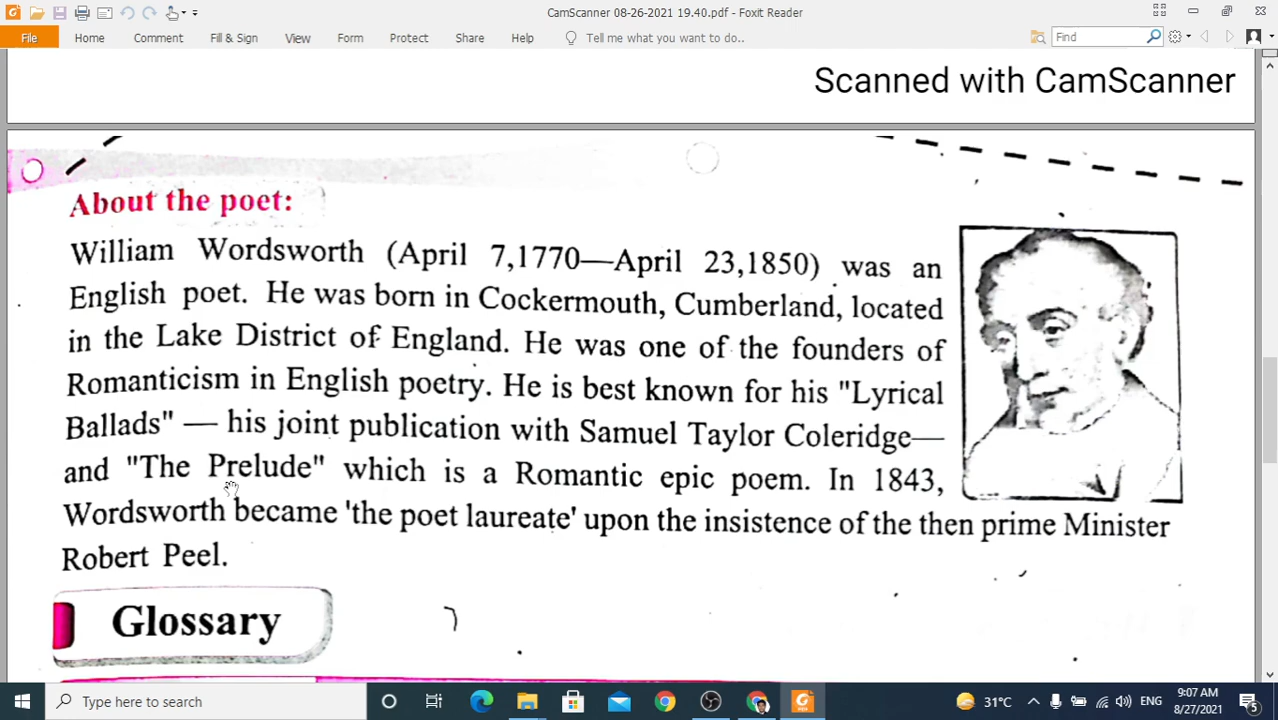 CamScanner 08-26-2021 19.40.pdf - Foxit Reader
File Home Comment Fill & Sign View Form Protect Share Help Tell me what you want to do.. Find
Scanned with CamScanner
About the poet:
William Wordsworth (April 7,1770—April 23,1850) was an
English poet. He was born in Cockermouth, Cumberland, located
in the Lake District of England. He was one of the founders of
Romanticism in English poetry. He is best known for his "Lyrical
Ballads" — his joint publication with Samuel Taylor Coleridge—
and "The Prelude" which is a Romantic epic poem. In 1843,
Wordsworth became 'the poet laureate' upon the insistence of the then prime Minister
Robert Peel.
Glossary
Type here to search
31°C
ENG
9:07 AM
8/27/2021
5